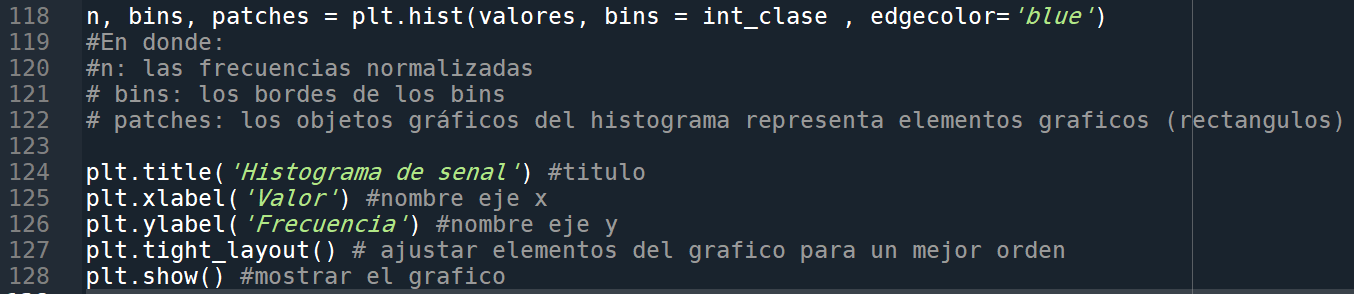 118 n, bins, patches = plt.hist(valores, bins = int_clase , edgecolor='blue')
119 #En donde:
120 #n: las frecuencias normalizadas
121 # bins: los bordes de los bins
122 # patches: los objetos gráficos del histograma representa elementos graficos (rectangulos)
123
124 plt.title('Histograma de senal') #titulo
125 plt.xlabel('Valor') #nombre eje x
126 plt.ylabel('Frecuencia') #nombre eje y
127 plt.tight_layout() # ajustar elementos del grafico para un mejor orden
128 plt.show() #mostrar el grafico